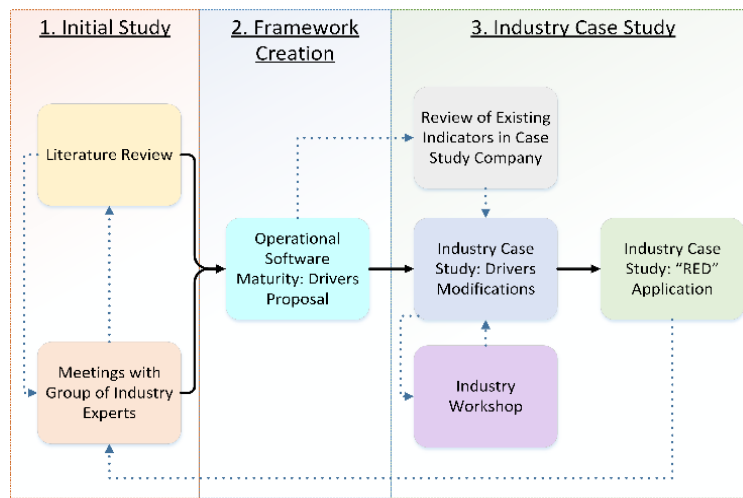 1. Initial Study
2. Framework
Creation
3. Industry Case Study
Literature Review
Meetings with
Group of Industry
Experts
Operational
Software
Maturity: Drivers
Proposal
Review of Existing
Indicators in Case
Study Company
Industry Case
Study: Drivers
Modifications
Industry
Workshop
Industry Case
Study: “RED”
Application